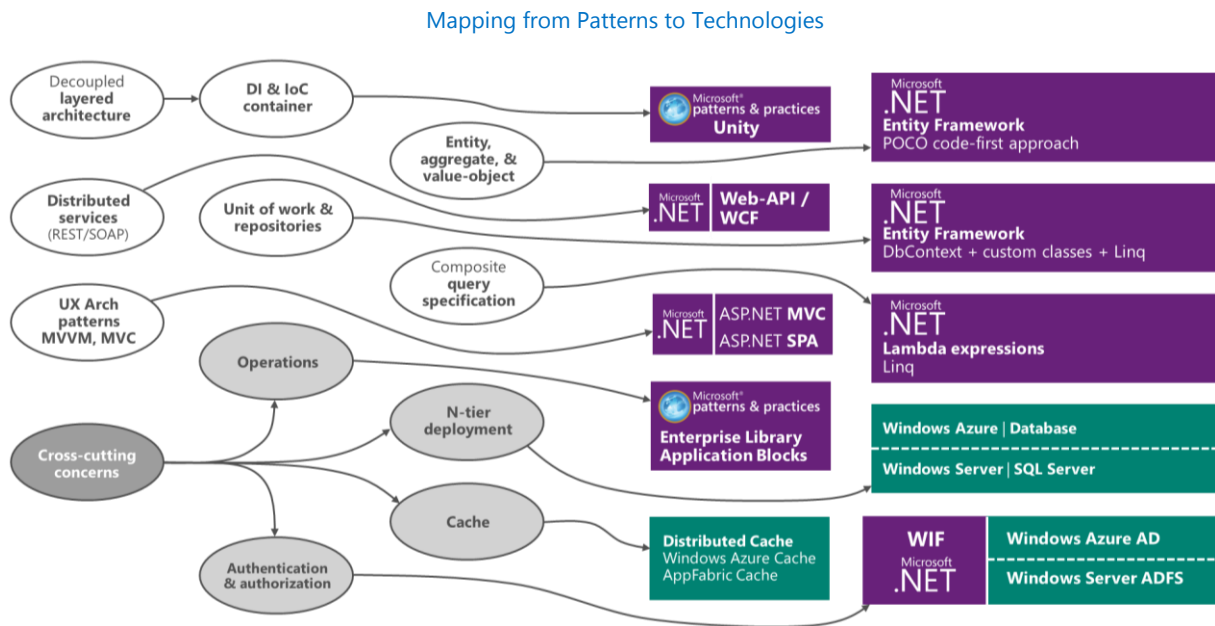 Mapping from Patterns to Technologies
Decoupled
layered
architecture
DI & IoC
container
Microsoft®
patterns & practices
Unity
Microsoft
.NET
Entity Framework
POCO code-first approach
Entity,
aggregate, &
value-object
Distributed
services
(REST/SOAP)
Unit of work &
repositories
Microsoft
.NET
Web-API /
WCF
Microsoft
.NET
Entity Framework
DbContext + custom classes + Linq
Composite
query
specification
UX Arch
patterns
MVVM, MVC
Microsoft
.NET
ASP.NET MVC
ASP.NET SPA
Microsoft
.NET
Lambda expressions
Linq
Operations
Microsoft®
patterns & practices
Enterprise Library
Application Blocks
N-tier
deployment
Windows Azure | Database
Windows Server | SQL Server
Cross-cutting
concerns
Cache
Distributed Cache
Windows Azure Cache
AppFabric Cache
Authentication
& authorization
WIF
Microsoft
.NET
Windows Azure AD
Windows Server ADFS